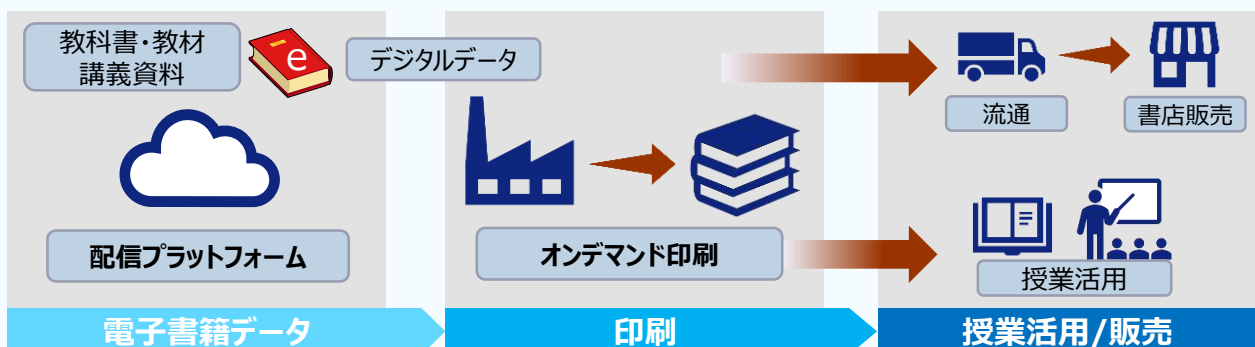 教科書・教材
講義資料
e
デジタルデータ
配信プラットフォーム
電子書籍データ
オンデマンド印刷
印刷
流通
書店販売
授業活用
授業活用/販売